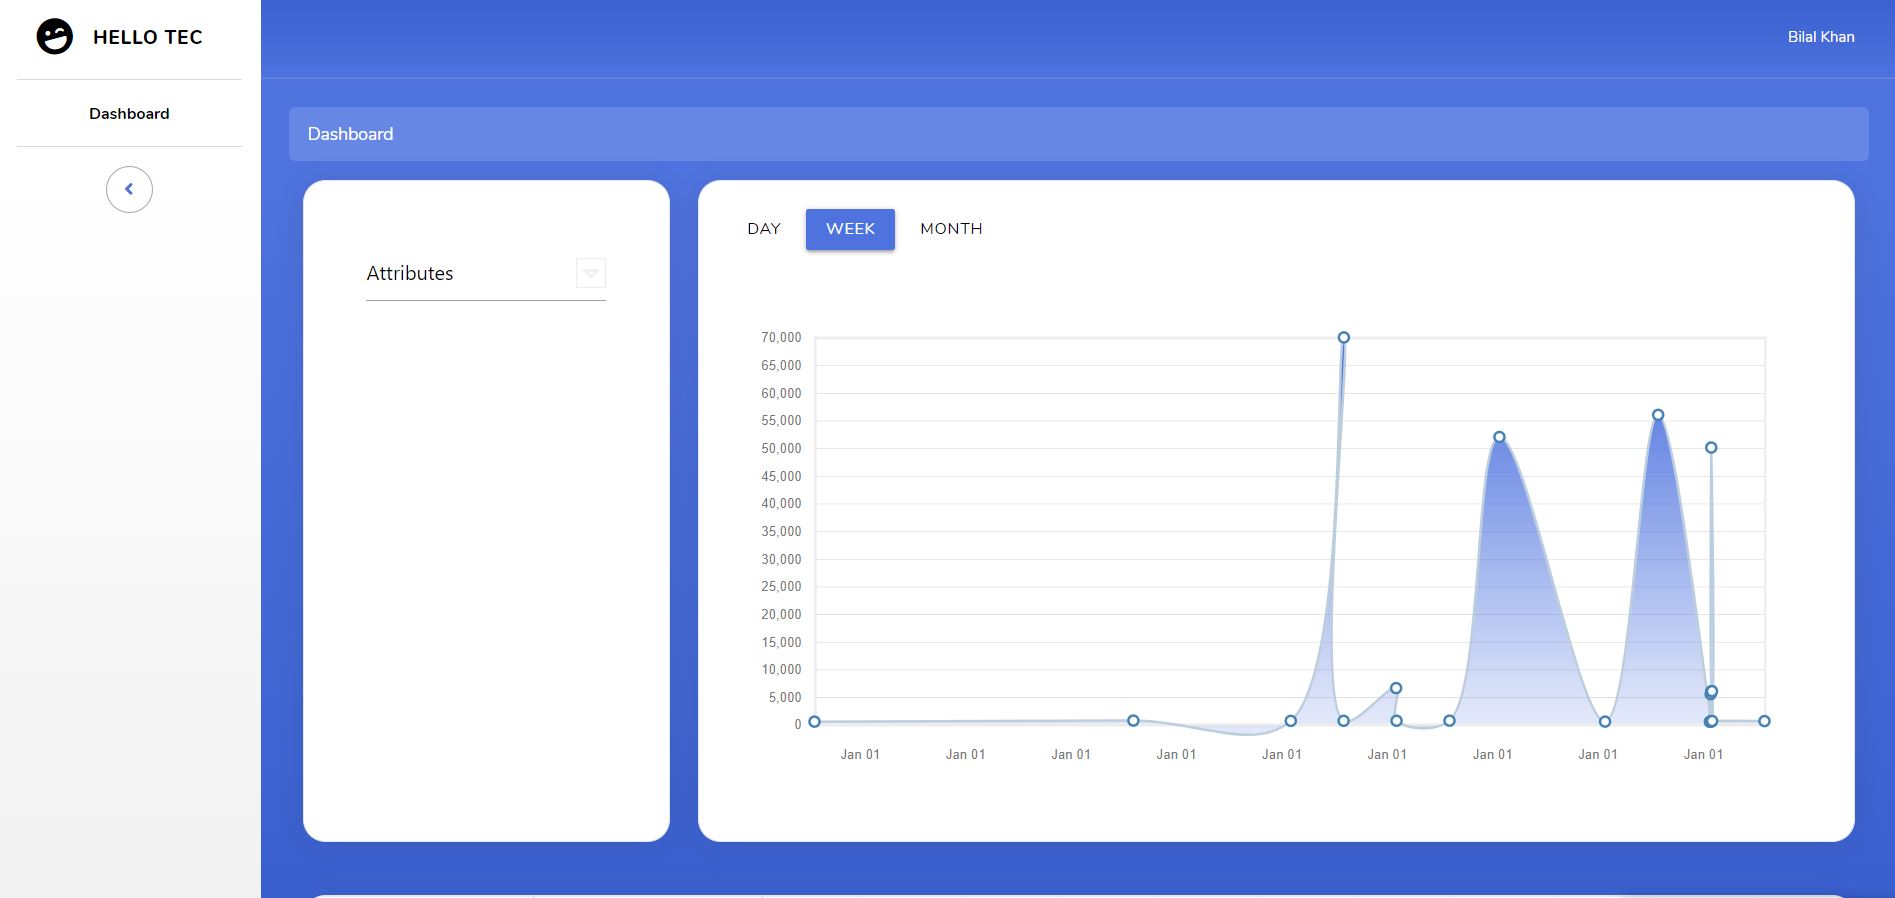 HELLO TEC
Bilal Khan
Dashboard
Dashboard
Attributes
DAY WEEK MONTH
70,000
65,000
60,000
55,000
50,000
45,000
40,000
35,000
30,000
25,000
20,000
15,000
10,000
5,000
0
Jan 01 Jan 01 Jan 01 Jan 01 Jan 01 Jan 01 Jan 01 Jan 01 Jan 01